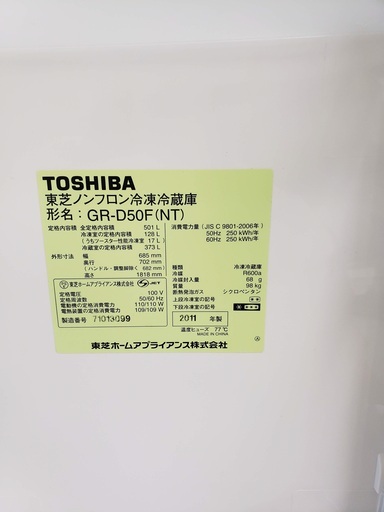 TOSHIBA
東芝ノンフロン冷凍冷蔵庫
形名：GR-D50F(NT)
定格内容積 全定格内容積 501 L
冷凍室の定格内容積 128 L
(うちソースター性能冷凍室 17 L)
冷蔵室の定格内容積 373 L
外形寸法 幅 685 mm
奥行 702 mm
(ハンドル・調整脚除く 682 mm)
高さ 1818 mm
東芝ホームアプライアンス株式会社 JET
定格電圧 100 V
定格周波数 50/60 Hz
電動機の定格消費電力 110/110 W
電熱装置の定格消費電力 109/109 W
製造番号 71013099
消費電力量 (JIS C 9801-2006年)
50Hz 250 kWh/年
60Hz 250 kWh/年
種類 冷凍冷蔵庫
冷媒 R600a
冷媒封入量 68 g
質量 98 kg
断熱発泡ガス シクロペンタン
上段冷凍室の記号
下段冷凍室の記号
2011 年製
MADE IN CHINA
温度ヒューズ 77℃
東芝ホームアプライアンス株式会社
A